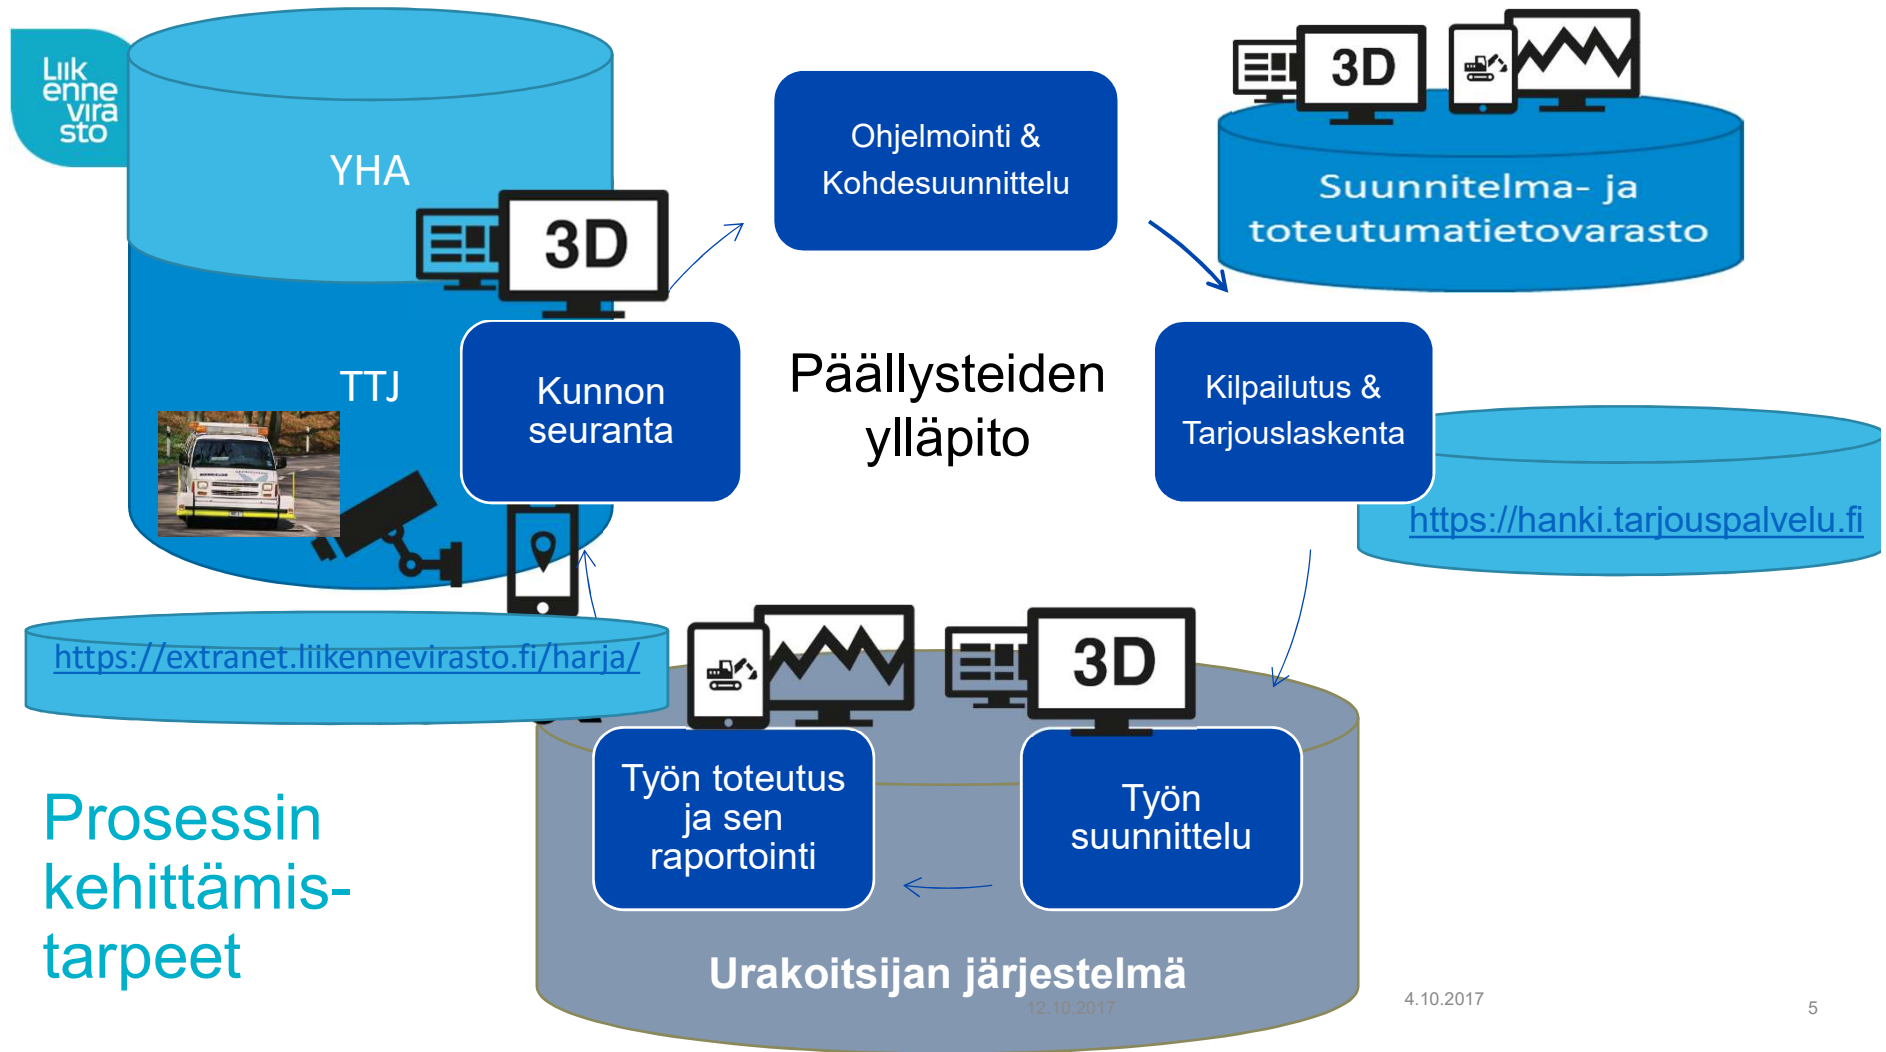 Liik
enne
vira
sto
YHA
3D
TTJ
Kunnon
seuranta
Ohjelmointi &
Kohdesuunnittelu
3D
Suunnitelma- ja
toteutumatietovarasto
Päällysteiden
ylläpito
Kilpailutus &
Tarjouslaskenta
https://hanki.tarjouspalvelu.fi
https://extranet.liikennevirasto.fi/harja/
3D
Työn toteutus
ja sen
raportointi
Työn
suunnittelu
Urakoitsijan järjestelmä
Prosessin
kehittämis-
tarpeet
12.10.2017
4.10.2017
5